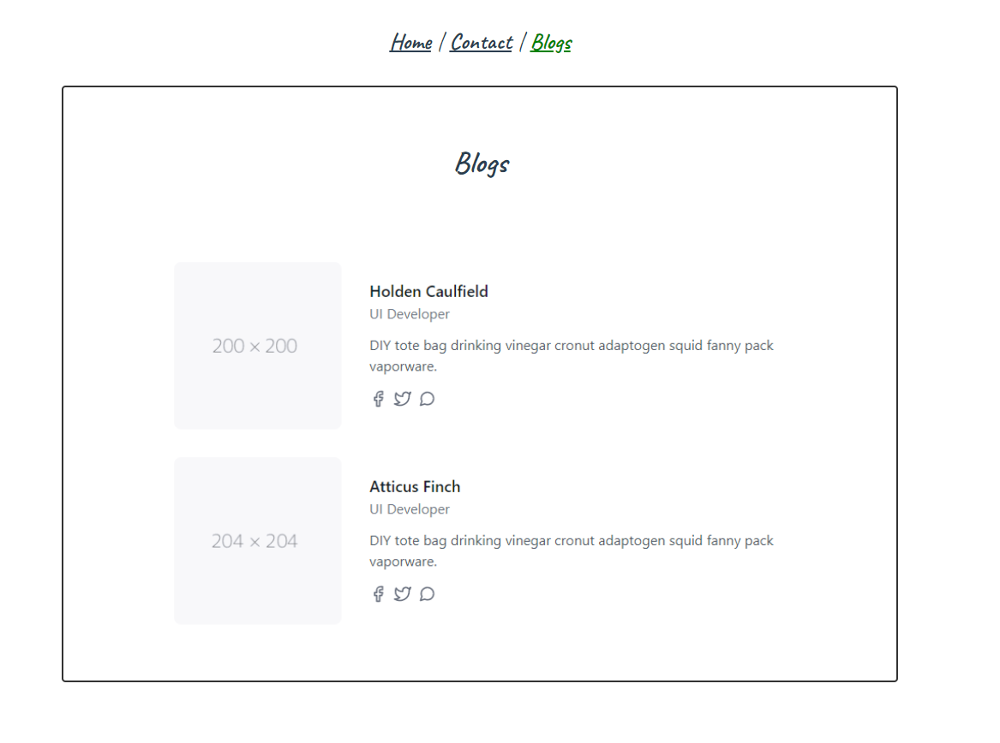 Home | Contact | Blogs
Blogs
200 × 200
Holden Caulfield
UI Developer
DIY tote bag drinking vinegar cronut adaptogen squid fanny pack
vaporware.
204 × 204
Atticus Finch
UI Developer
DIY tote bag drinking vinegar cronut adaptogen squid fanny pack
vaporware.